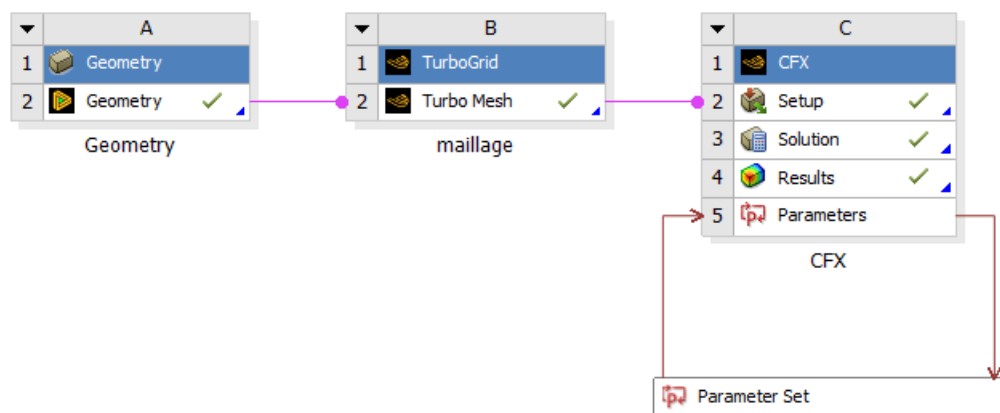 A
1 Geometry
2 Geometry
Geometry
B
1 TurboGrid
2 Turbo Mesh
maillage
C
1 CFX
2 Setup
3 Solution
4 Results
5 Parameters
CFX
Parameter Set